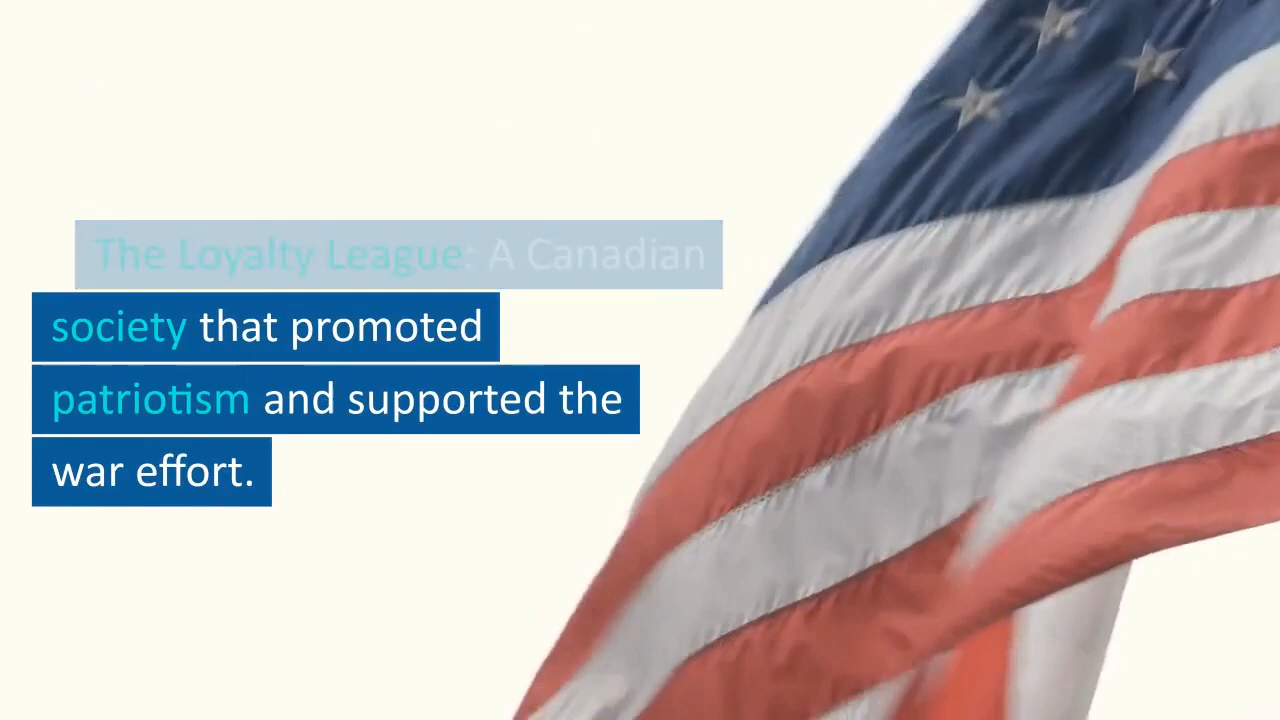 The Loyalty League: A Canadian
society that promoted
patriotism and supported the
war effort.